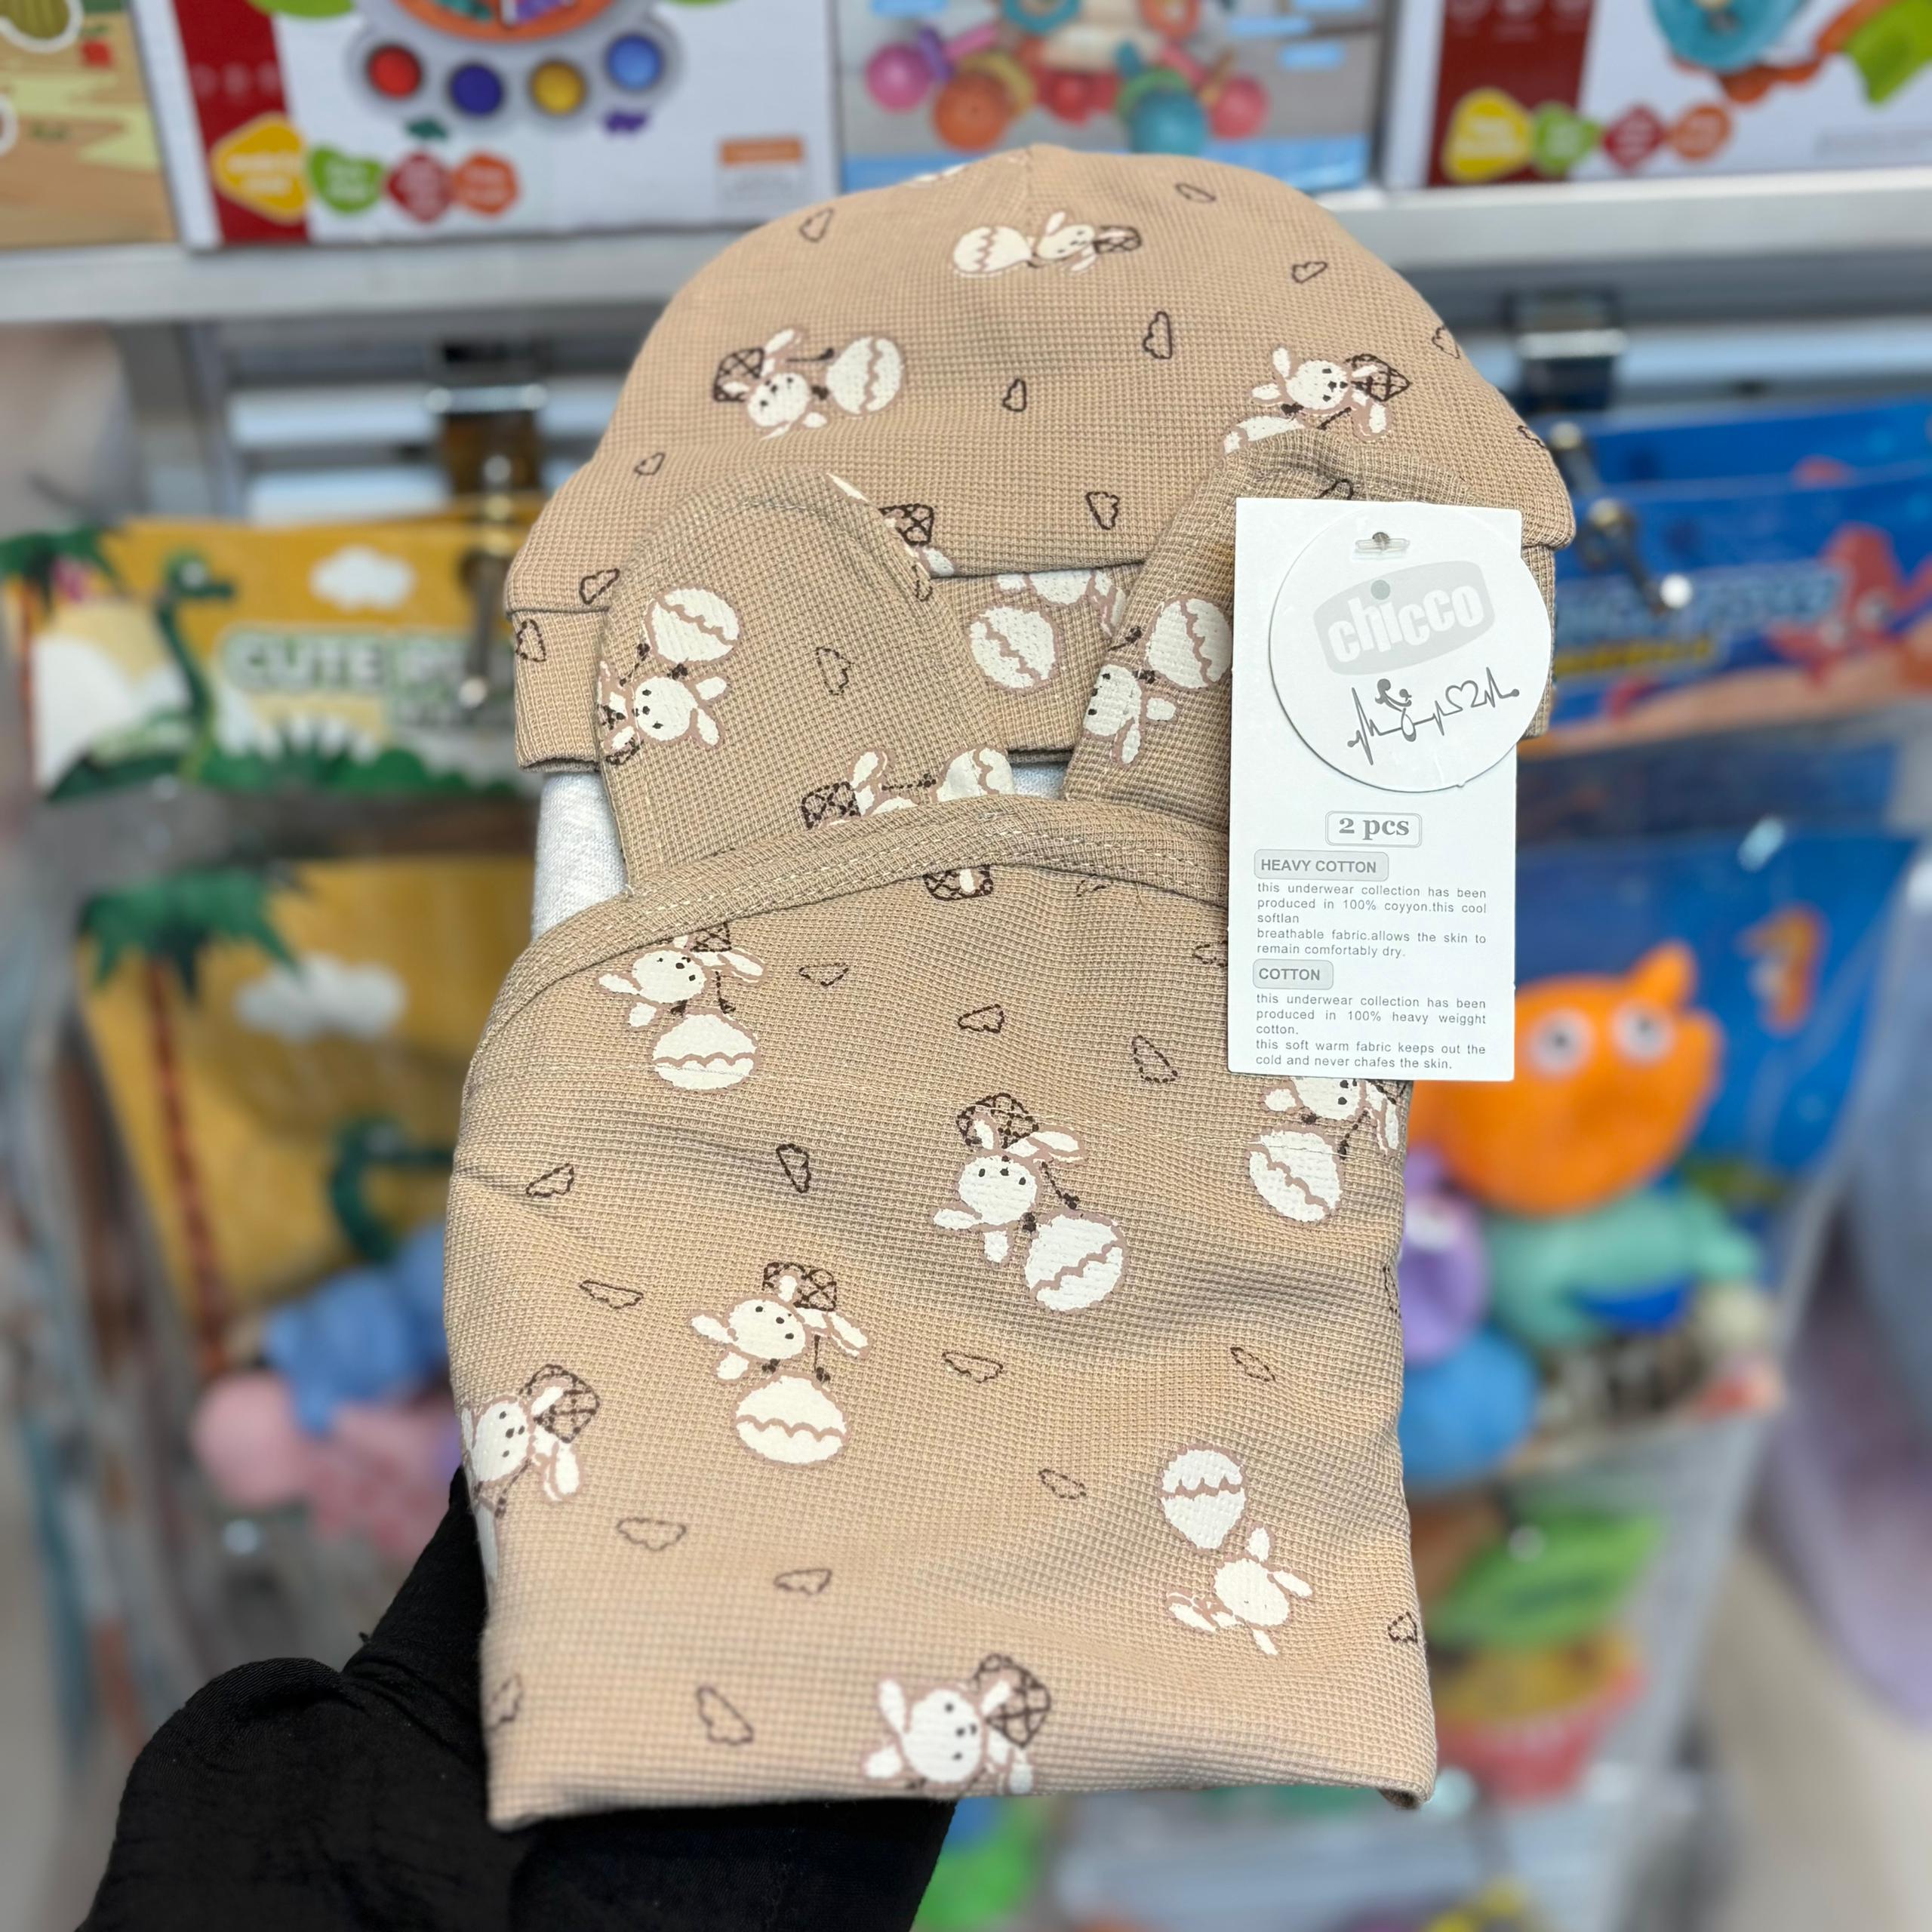 CUTE
chicco
2 pcs
HEAVY COTTON
this underwear collection has been
produced in 100% coyyon.this cool
softlan
breathable fabric.allows the skin to
remain comfortably dry.
COTTON
this underwear collection has been
produced in 100% heavy weigght
cotton.
this soft warm fabric keeps out the
cold and never chafes the skin.